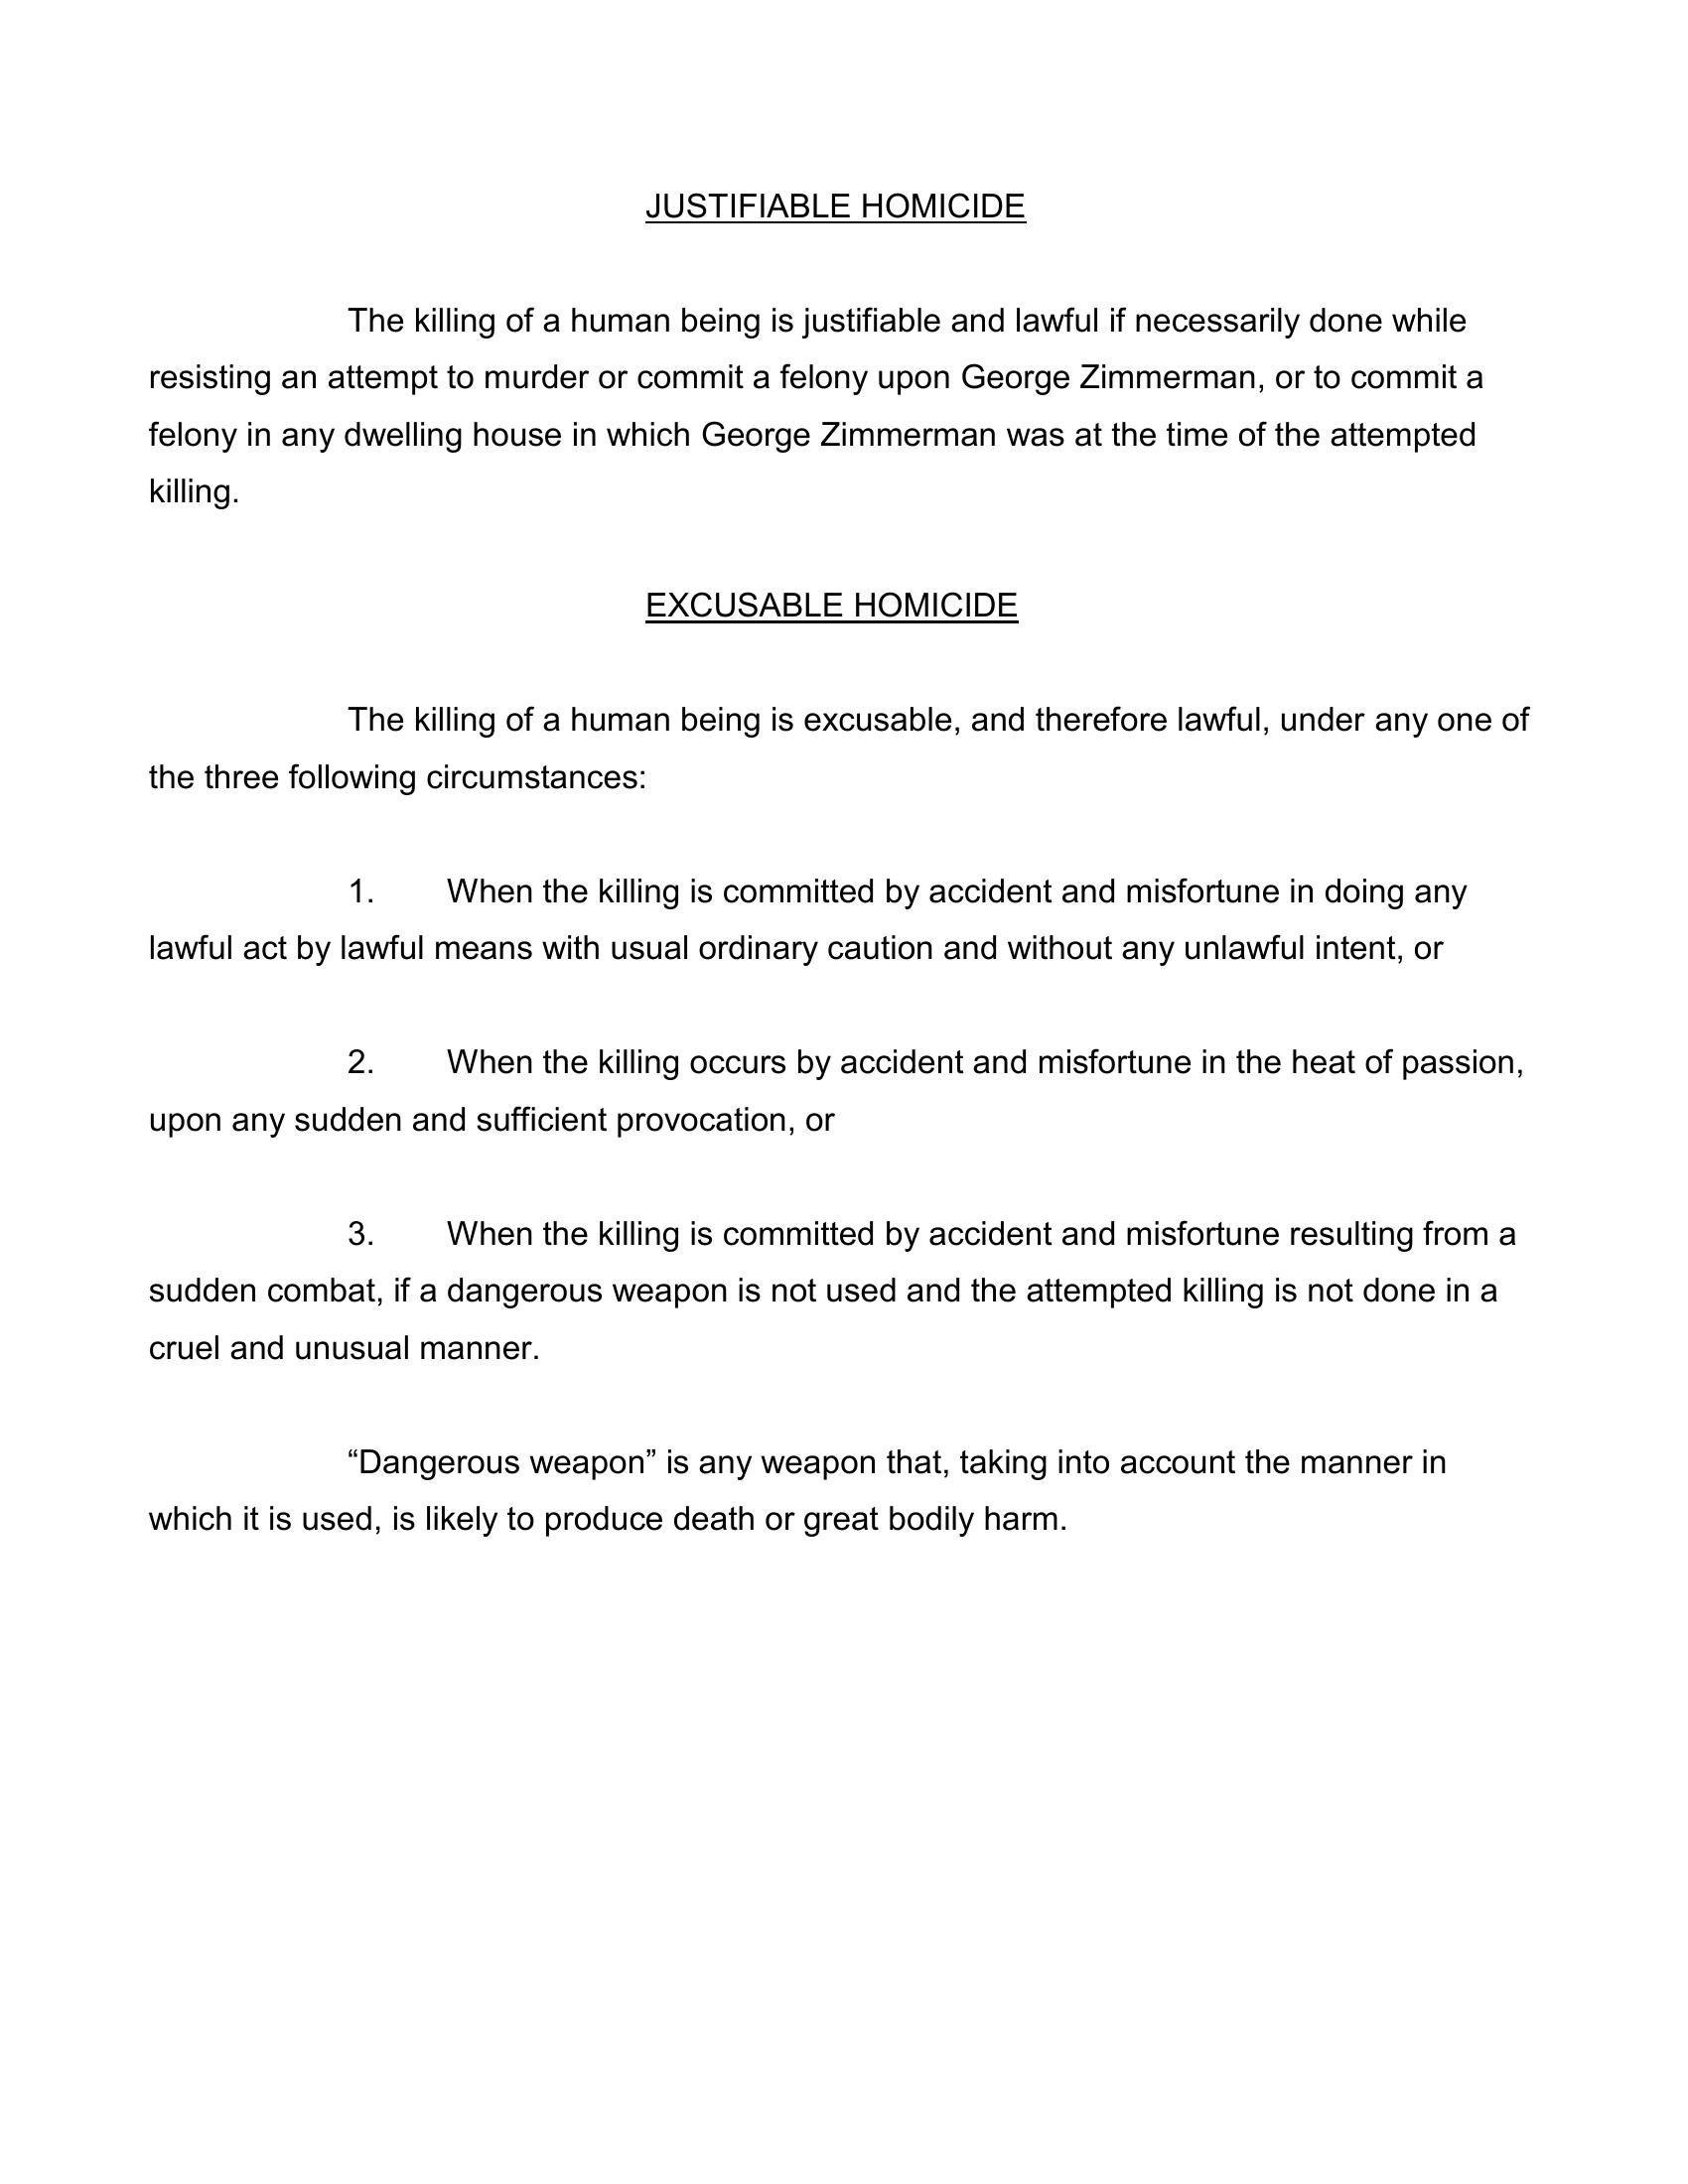 JUSTIFIABLE HOMICIDE
The killing of a human being is justifiable and lawful if necessarily done while
resisting an attempt to murder or commit a felony upon George Zimmerman, or to commit a
felony in any dwelling house in which George Zimmerman was at the time of the attempted
killing.
EXCUSABLE HOMICIDE
The killing of a human being is excusable, and therefore lawful, under any one of
the three following circumstances:
1. When the killing is committed by accident and misfortune in doing any
lawful act by lawful means with usual ordinary caution and without any unlawful intent, or
2. When the killing occurs by accident and misfortune in the heat of passion,
upon any sudden and sufficient provocation, or
3. When the killing is committed by accident and misfortune resulting from a
sudden combat, if a dangerous weapon is not used and the attempted killing is not done in a
cruel and unusual manner.
“Dangerous weapon” is any weapon that, taking into account the manner in
which it is used, is likely to produce death or great bodily harm.